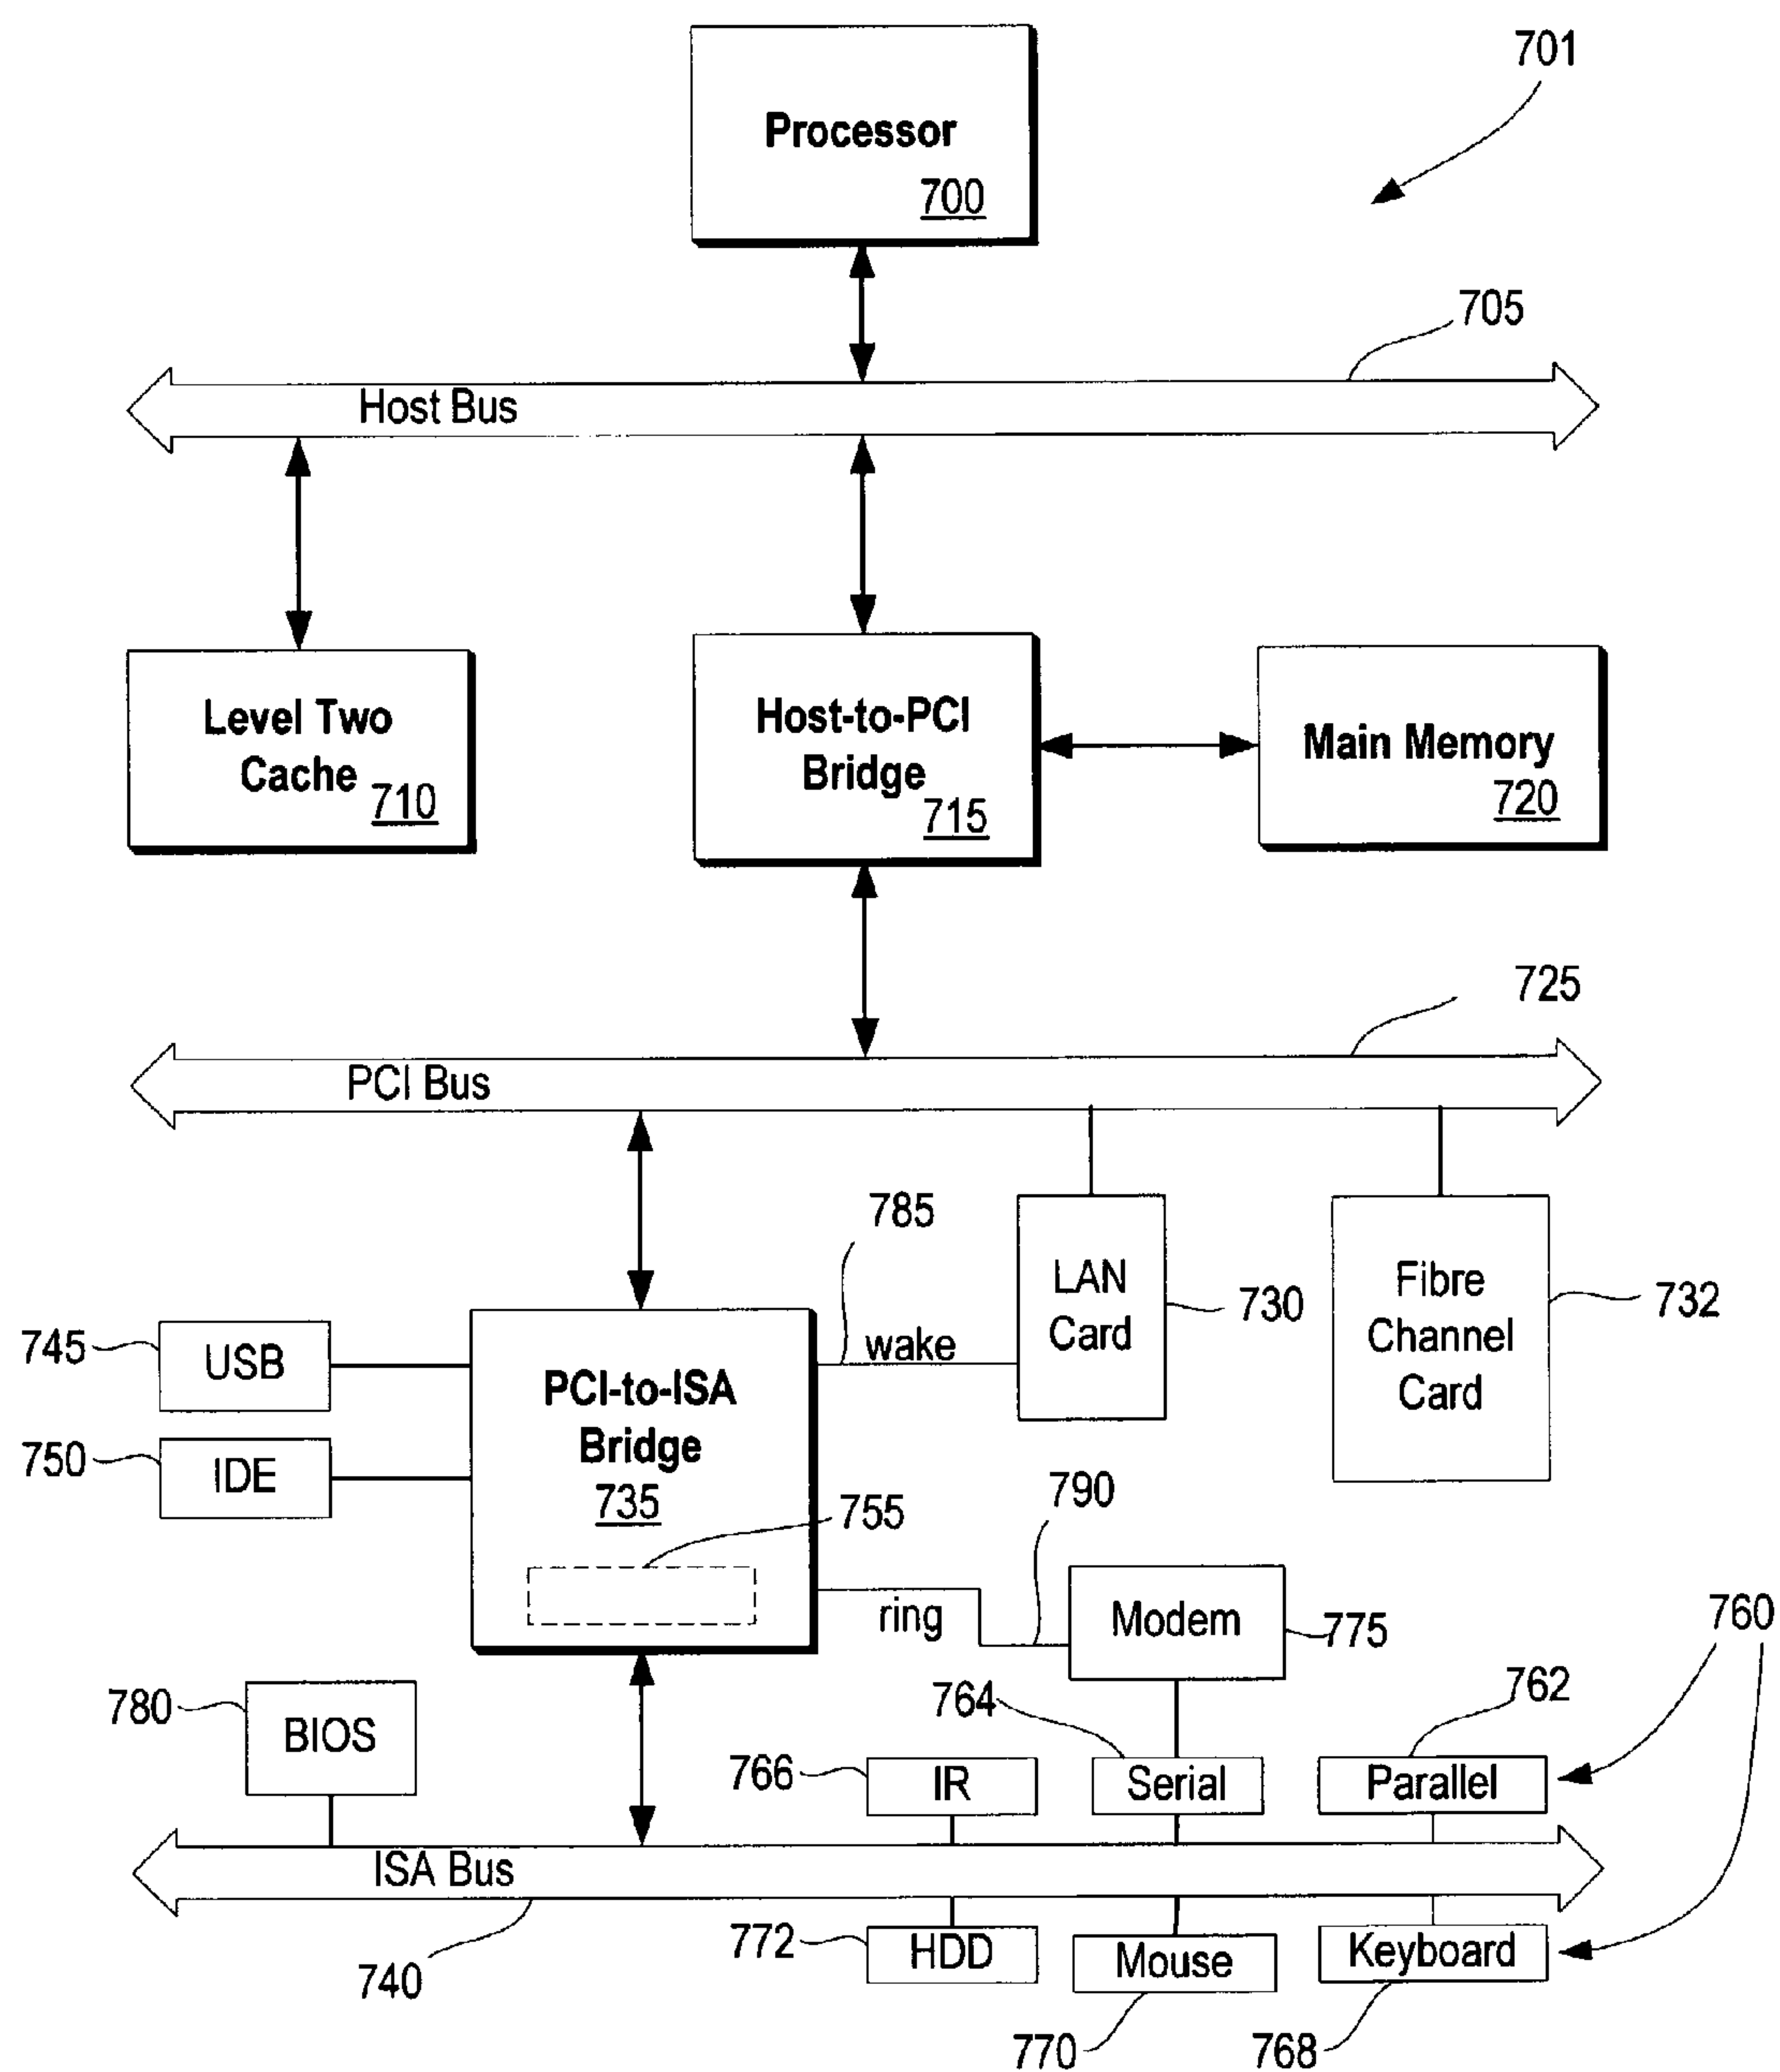 701
Processor
700
705
Host Bus
Level Two
Cache
710
Host-to-PCI
Bridge
715
Main Memory
720
725
PCI Bus
785
LAN
Card
730
Fibre
Channel
Card
732
745
USB
wake
PCI-to-ISA
Bridge
735
750
IDE
755
790
ring
Modem
775
760
780
BIOS
764
762
766
IR
Serial
Parallel
ISA Bus
740
772
HDD
Mouse
Keyboard
770
768